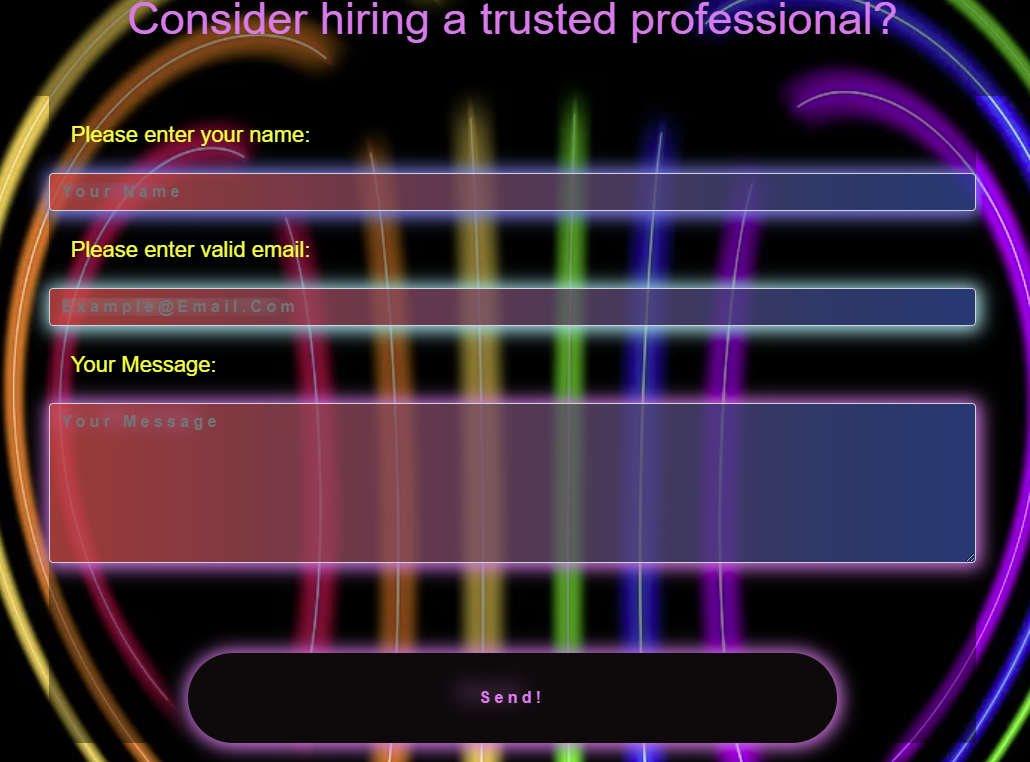 Consider hiring a trusted professional?
Please enter your name:
Your Name
Please enter valid email:
Example@Email.Com
Your Message:
Your Message
Send!